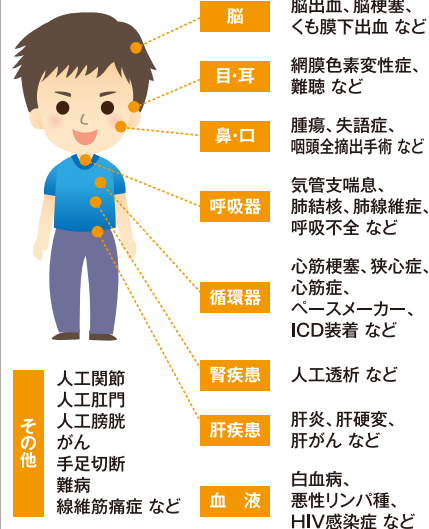 脳
脳出血、脳梗塞、
くも膜下出血 など
目・耳
網膜色素変性症、
難聴 など
鼻・口
腫瘍、失語症、
咽頭全摘出手術 など
呼吸器
気管支喘息、
肺結核、肺線維症、
呼吸不全 など
循環器
心筋梗塞、狭心症、
心筋症、
ペースメーカー、
ICD装着 など
腎疾患
人工透析 など
肝疾患
肝炎、肝硬変、
肝がん など
血 液
白血病、
悪性リンパ種、
HIV感染症 など
その他
人工関節
人工肛門
人工膀胱
がん
手足切断
難病
線維筋痛症 など